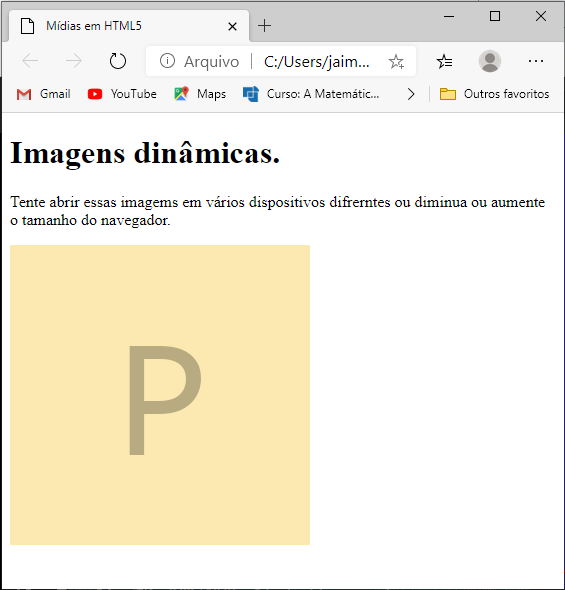 Mídias em HTML5
Arquivo | C:/Users/jaim...
Gmail YouTube Maps Curso: A Matemátic... Outros favoritos
Imagens dinâmicas.
Tente abrir essas imagems em vários dispositivos difrerntes ou diminua ou aumente
o tamanho do navegador.
P